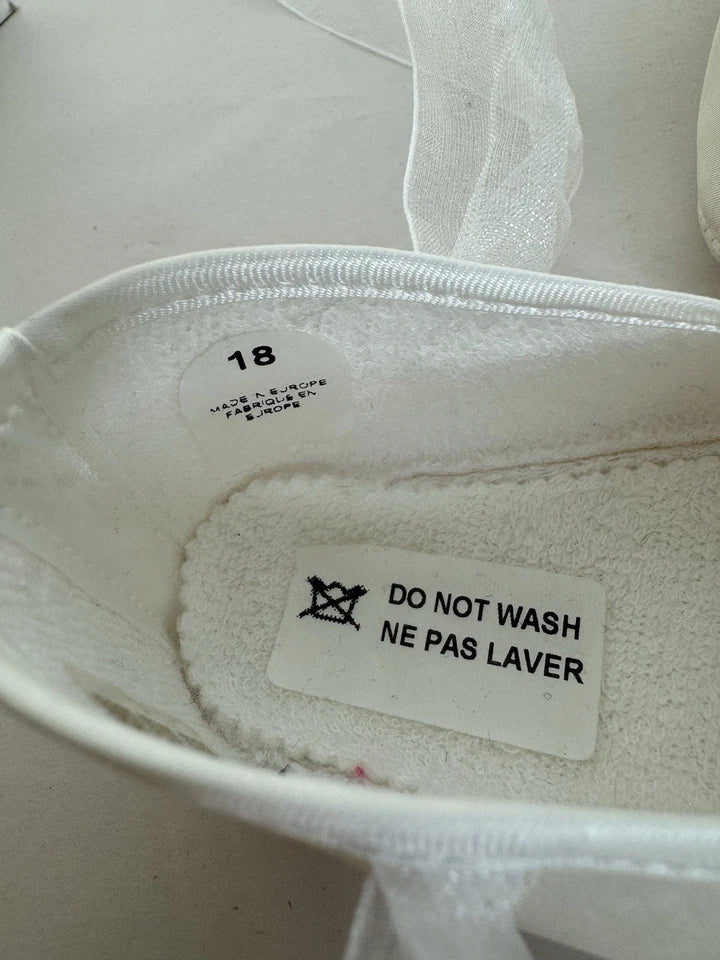 18
MADE IN EUROPE
FABRIQUE EN
EUROPE
DO NOT WASH
NE PAS LAVER